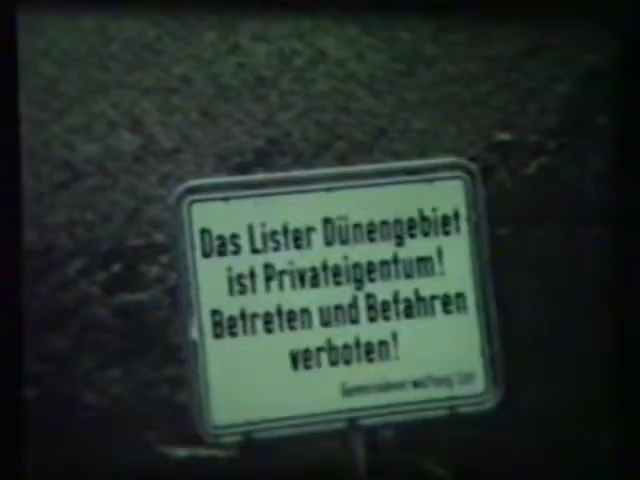 Das Lister Dünengebiet
ist Privateigentum!
Betreten und Befahren
verboten!